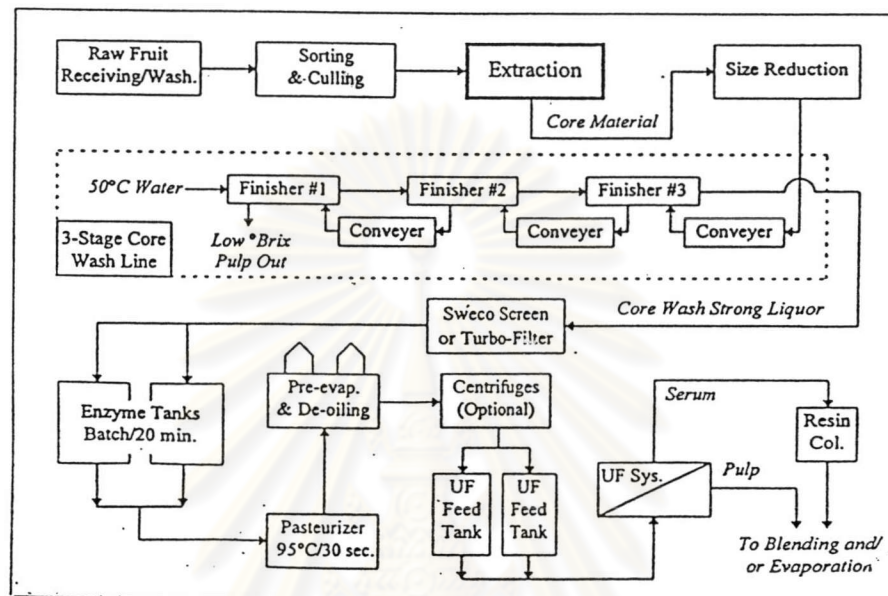 Raw Fruit
Receiving/Wash.
Sorting
& Culling
Extraction
Size Reduction
Core Material
50°C Water
Finisher #1
Finisher #2
Finisher #3
Conveyer
Conveyer
Conveyer
Low °Brix
Pulp Out
3-Stage Core
Wash Line
Core Wash Strong Liquor
Sweco Screen
or Turbo-Filter
Enzyme Tanks
Batch/20 min.
Pre-evap.
& De-oiling
Centrifuges
(Optional)
Serum
Resin
Col.
UF
Feed
Tank
UF
Feed
Tank
UF Sys.
Pulp
Pasteurizer
95°C/30 sec.
To Blending and/
or Evaporation